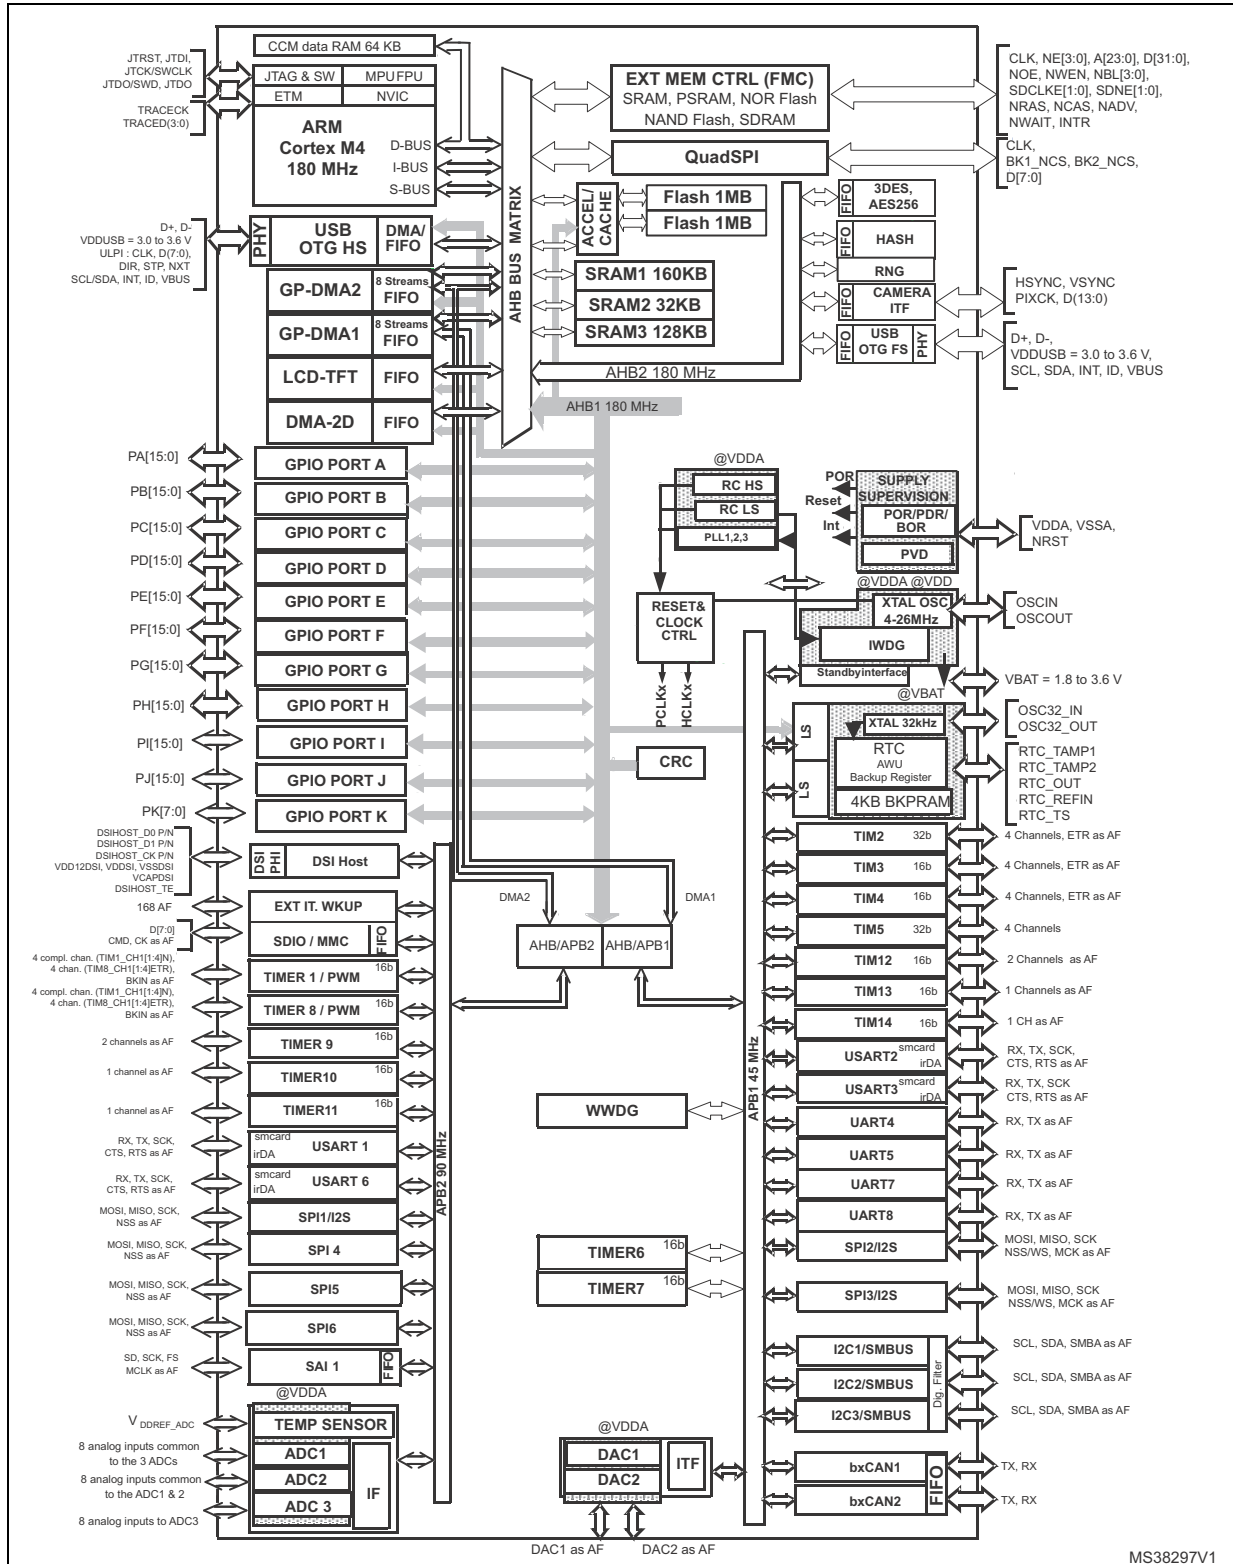 CCM data RAM 64 KB
JTRST, JTDI,
JTCK/SWCLK
JTDO/SWD, JTDO
TRACECK
TRACED(3:0)
JTAG & SW
MPU
FPU
ETM
NVIC
ARM
Cortex M4
180 MHz
D-BUS
I-BUS
S-BUS
AHB BUS MATRIX
EXT MEM CTRL (FMC)
SRAM, PSRAM, NOR Flash
NAND Flash, SDRAM
CLK, NE[3:0], A[23:0], D[31:0],
NOE, NWEN, NBL[3:0],
SDCLKE[1:0], SDNE[1:0],
NRAS, NCAS, NADV,
NWAIT, INTR
QuadSPI
CLK,
BK1_NCS, BK2_NCS,
D[7:0]
ACCEL/
CACHE
Flash 1MB
Flash 1MB
FIFO
3DES,
AES256
FIFO
HASH
RNG
FIFO
CAMERA
ITF
HSYNC, VSYNC
PIXCK, D(13:0)
FIFO
USB
OTG FS
PHY
D+, D-,
VDDUSB = 3.0 to 3.6 V,
SCL, SDA, INT, ID, VBUS
SRAM1 160KB
SRAM2 32KB
SRAM3 128KB
AHB2 180 MHz
AHB1 180 MHz
D+, D-
VDDUSB = 3.0 to 3.6 V
ULPI : CLK, D(7:0),
DIR, STP, NXT
SCL/SDA, INT, ID, VBUS
PHY
USB
OTG HS
DMA/
FIFO
GP-DMA2
8 Streams
FIFO
GP-DMA1
8 Streams
FIFO
LCD-TFT
FIFO
DMA-2D
FIFO
PA[15:0]
GPIO PORT A
PB[15:0]
GPIO PORT B
PC[15:0]
GPIO PORT C
PD[15:0]
GPIO PORT D
PE[15:0]
GPIO PORT E
PF[15:0]
GPIO PORT F
PG[15:0]
GPIO PORT G
PH[15:0]
GPIO PORT H
PI[15:0]
GPIO PORT I
PJ[15:0]
GPIO PORT J
PK[7:0]
GPIO PORT K
@VDDA
RC HS
RC LS
PLL1,2,3
POR
Reset
Int
SUPPLY
SUPERVISION
POR/PDR/
BOR
PVD
VDDA, VSSA,
NRST
@VDDA @VDD
RESET&
CLOCK
CTRL
PCLKx
HCLKx
XTAL OSC
4-26MHz
IWDG
OSCIN
OSCOUT
Standby interface
VBAT = 1.8 to 3.6 V
@VBAT
LS
LS
XTAL 32kHz
OSC32_IN
OSC32_OUT
RTC
AWU
Backup Register
4KB BKPRAM
RTC_TAMP1
RTC_TAMP2
RTC_OUT
RTC_REFIN
RTC_TS
CRC
DMA2
DMA1
AHB/APB2
AHB/APB1
APB2 90 MHz
APB1 45 MHz
DSIHOST_D0 P/N
DSIHOST_D1 P/N
DSIHOST_CK P/N
VDD12DSI, VDDSI, VSSDSI
VCAPDSI
DSIHOST_TE
DSI
PHI
DSI Host
168 AF
EXT IT. WKUP
D[7:0]
CMD, CK as AF
SDIO / MMC
FIFO
4 compl. chan. (TIM1_CH1[1:4]N),
4 chan. (TIM8_CH1[1:4]ETR),
BKIN as AF
TIMER 1 / PWM
16b
4 compl. chan. (TIM1_CH1[1:4]N),
4 chan. (TIM8_CH1[1:4]ETR),
BKIN as AF
TIMER 8 / PWM
16b
2 channels as AF
TIMER 9
16b
1 channel as AF
TIMER10
16b
1 channel as AF
TIMER11
16b
RX, TX, SCK,
CTS, RTS as AF
smcard
irDA
USART 1
RX, TX, SCK,
CTS, RTS as AF
smcard
irDA
USART 6
MOSI, MISO, SCK,
NSS as AF
SPI1/I2S
MOSI, MISO, SCK,
NSS as AF
SPI 4
MOSI, MISO, SCK,
NSS as AF
SPI5
MOSI, MISO, SCK,
NSS as AF
SPI6
SD, SCK, FS
MCLK as AF
SAI 1
FIFO
@VDDA
V DDREF_ADC
TEMP SENSOR
8 analog inputs common
to the 3 ADCs
ADC1
8 analog inputs common
to the ADC1 & 2
ADC2
8 analog inputs to ADC3
ADC 3
IF
WWDG
TIMER6
16b
TIMER7
16b
@VDDA
DAC1
DAC2
ITF
DAC1 as AF
DAC2 as AF
TIM2
32b
4 Channels, ETR as AF
TIM3
16b
4 Channels, ETR as AF
TIM4
16b
4 Channels, ETR as AF
TIM5
32b
4 Channels
TIM12
16b
2 Channels as AF
TIM13
16b
1 Channels as AF
TIM14
16b
1 CH as AF
USART2
smcard
irDA
RX, TX, SCK,
CTS, RTS as AF
USART3
smcard
irDA
RX, TX, SCK
CTS, RTS as AF
UART4
RX, TX as AF
UART5
RX, TX as AF
UART7
RX, TX as AF
UART8
RX, TX as AF
SPI2/I2S
MOSI, MISO, SCK
NSS/WS, MCK as AF
SPI3/I2S
MOSI, MISO, SCK
NSS/WS, MCK as AF
I2C1/SMBUS
SCL, SDA, SMBA as AF
I2C2/SMBUS
SCL, SDA, SMBA as AF
I2C3/SMBUS
SCL, SDA, SMBA as AF
Dig. Filter
bxCAN1
TX, RX
bxCAN2
TX, RX
FIFO
MS38297V1